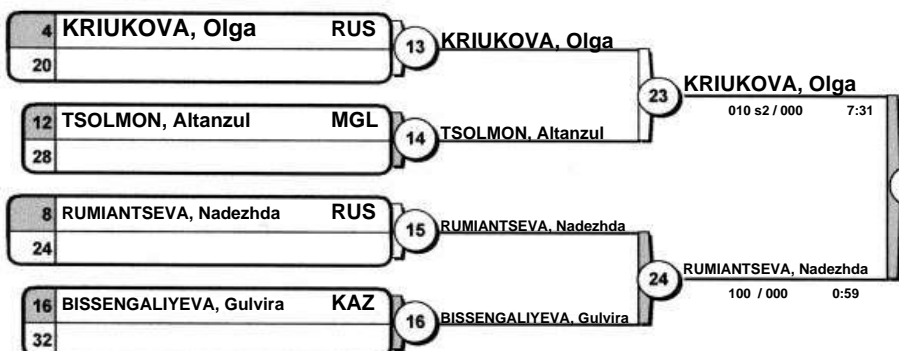 4 KRIUKOVA, Olga RUS
20
13 KRIUKOVA, Olga
12 TSOLMON, Altanzul MGL
28
14 TSOLMON, Altanzul
23 KRIUKOVA, Olga
010 s2 / 000 7:31
8 RUMIANTSEVA, Nadezhda RUS
24
15 RUMIANTSEVA, Nadezhda
16 BISSENGALIYEVA, Gulvira KAZ
32
16 BISSENGALIYEVA, Gulvira
24 RUMIANTSEVA, Nadezhda
100 / 000 0:59